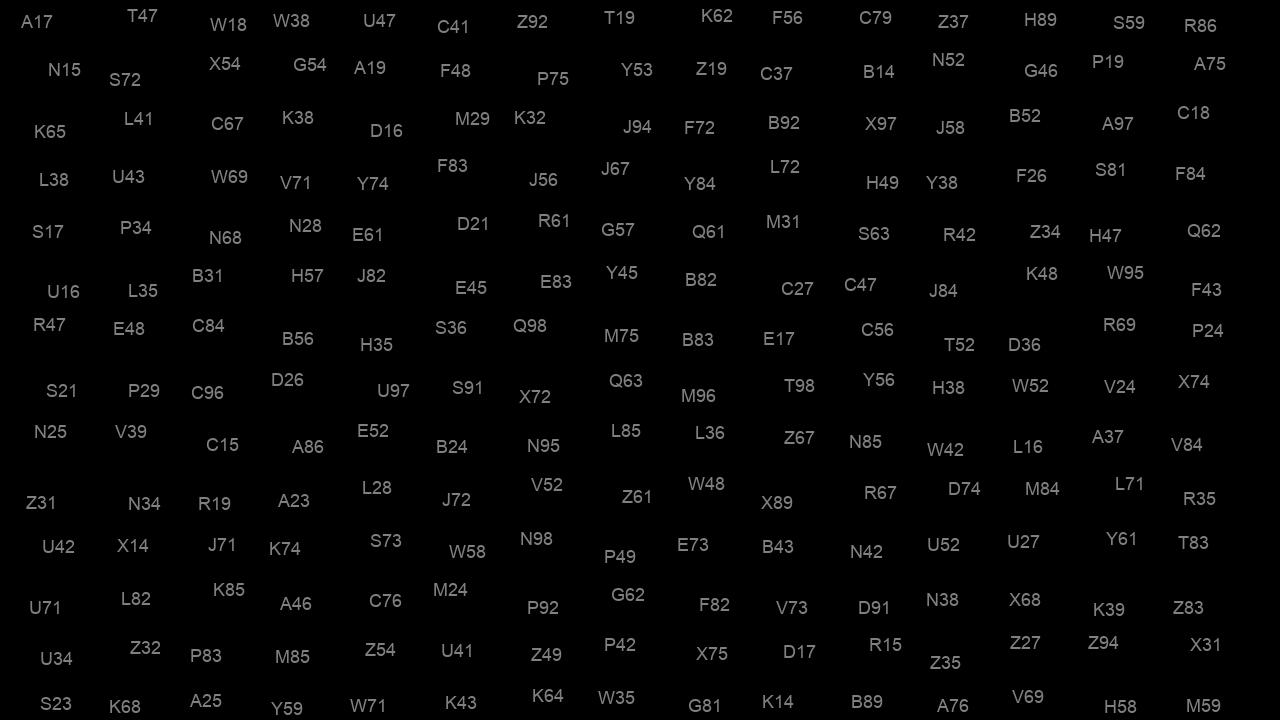 A17 T47 W18 W38 U47 C41 Z92 T19 K62 F56 C79 Z37 H89 S59 R86
N15 S72 X54 G54 A19 F48 P75 Y53 Z19 C37 B14 N52 G46 P19 A75
K65 L41 C67 K38 D16 M29 K32 J94 F72 B92 X97 J58 B52 A97 C18
L38 U43 W69 V71 Y74 F83 J56 J67 Y84 L72 H49 Y38 F26 S81 F84
S17 P34 N68 N28 E61 D21 R61 G57 Q61 M31 S63 R42 Z34 H47 Q62
U16 L35 B31 H57 J82 E45 E83 Y45 B82 C27 C47 J84 K48 W95 F43
R47 E48 C84 B56 H35 S36 Q98 M75 B83 E17 C56 T52 D36 R69 P24
S21 P29 C96 D26 U97 S91 X72 Q63 M96 T98 Y56 H38 W52 V24 X74
N25 V39 C15 A86 E52 B24 N95 L85 L36 Z67 N85 W42 L16 A37 V84
Z31 N34 R19 A23 L28 J72 V52 Z61 W48 X89 R67 D74 M84 L71 R35
U42 X14 J71 K74 S73 W58 N98 P49 E73 B43 N42 U52 U27 Y61 T83
U71 L82 K85 A46 C76 M24 P92 G62 F82 V73 D91 N38 X68 K39 Z83
U34 Z32 P83 M85 Z54 U41 Z49 P42 X75 D17 R15 Z35 Z27 Z94 X31
S23 K68 A25 Y59 W71 K43 K64 W35 G81 K14 B89 A76 V69 H58 M59